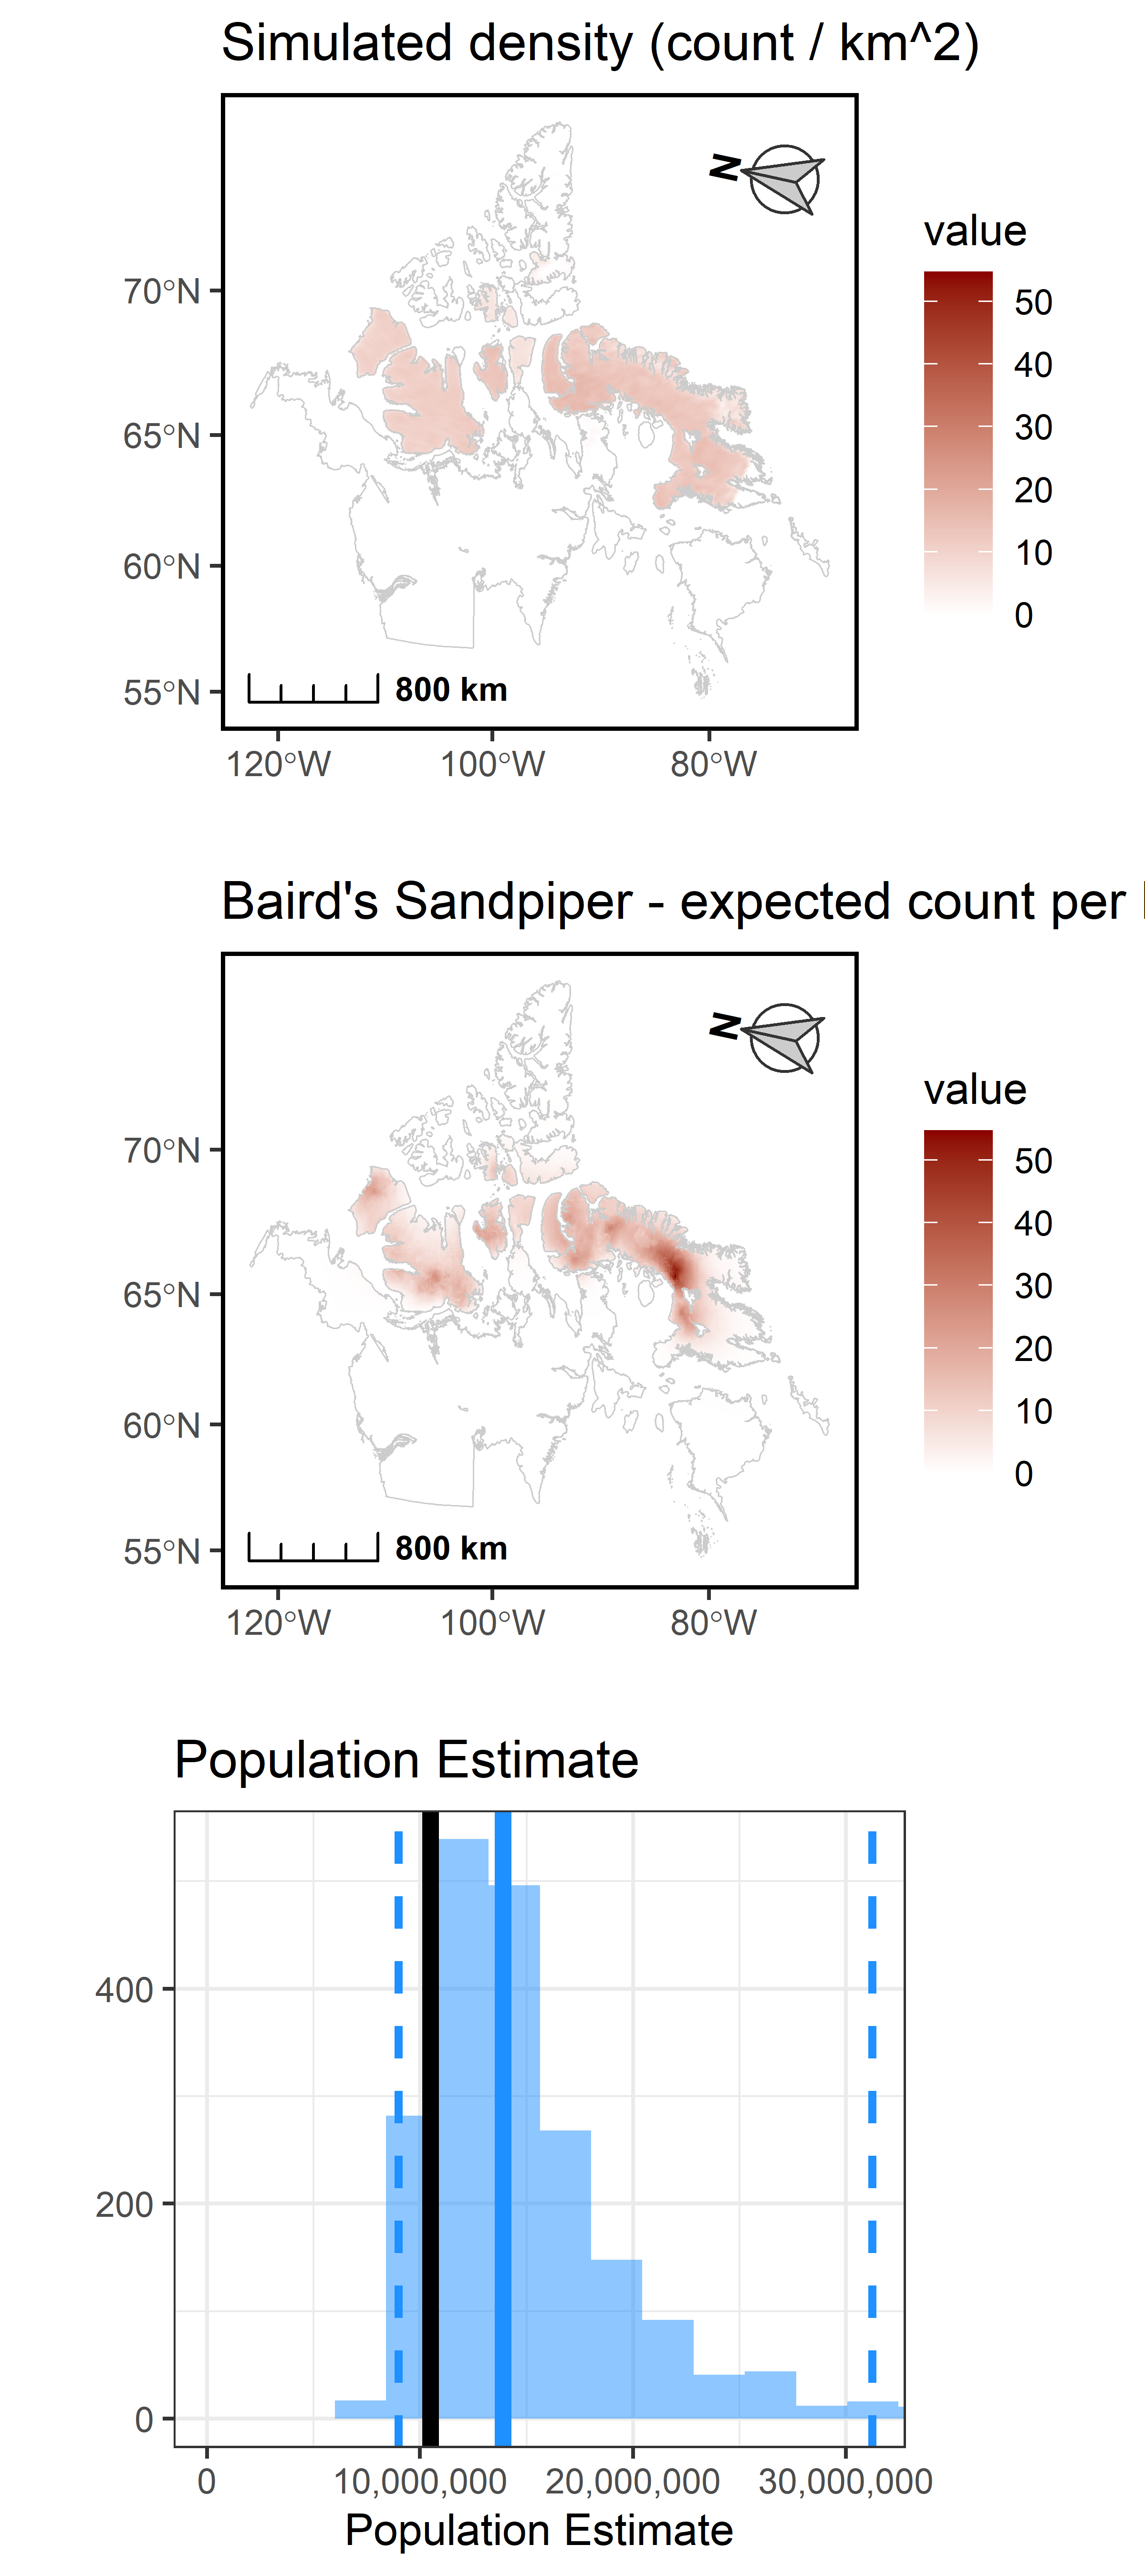 Simulated density (count / km^2)
N
70°N
65°N
60°N
55°N
800 km
120°W 100°W 80°W
value
50
40
30
20
10
0
Baird's Sandpiper - expected count per
N
70°N
65°N
60°N
55°N
800 km
120°W 100°W 80°W
value
50
40
30
20
10
0
Population Estimate
400
200
0
0 10,000,000 20,000,000 30,000,000
Population Estimate